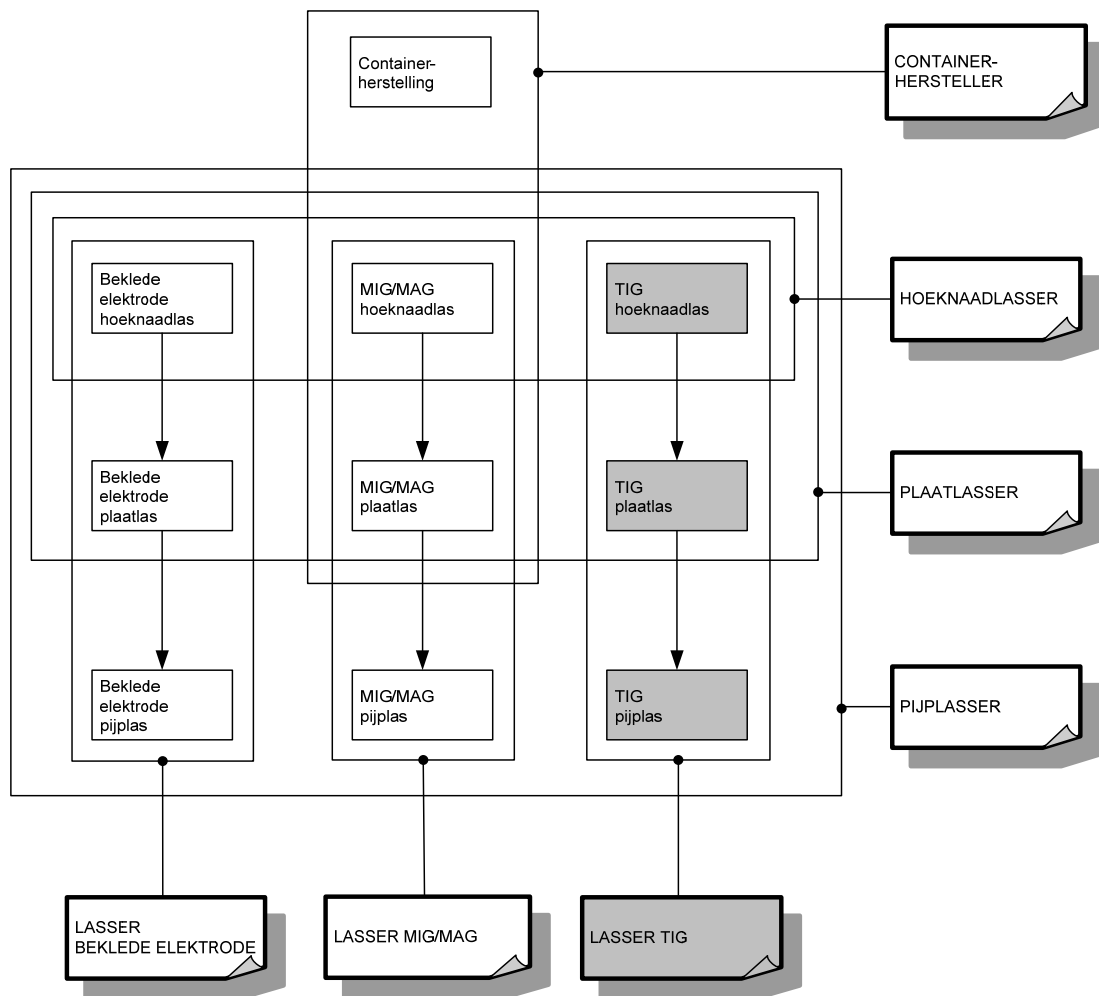 Container-
herstelling
CONTAINER-
HERSTELLER
Beklede
elektrode
hoeknaadlas
MIG/MAG
hoeknaadlas
TIG
hoeknaadlas
HOEKNAADLASSER
Beklede
elektrode
plaatlas
MIG/MAG
plaatlas
TIG
plaatlas
PLAATLASSER
Beklede
elektrode
pijplas
MIG/MAG
pijplas
TIG
pijplas
PIJPLASSER
LASSER
BEKLEDE ELEKTRODE
LASSER MIG/MAG
LASSER TIG